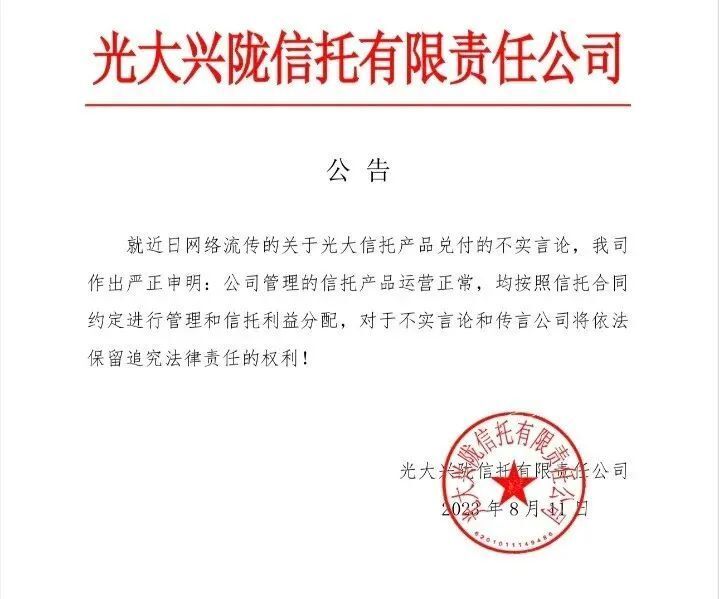 光大兴陇信托有限责任公司
公告
就近日网络流传的关于光大信托产品兑付的不实言论，我司
作出严正申明：公司管理的信托产品运营正常，均按照信托合同
约定进行管理和信托利益分配，对于不实言论和传言公司将依法
保留追究法律责任的权利！
光大兴陇信托有限责任公司
2023年8月11日
光大兴陇信托有限责任公司
6201011149486